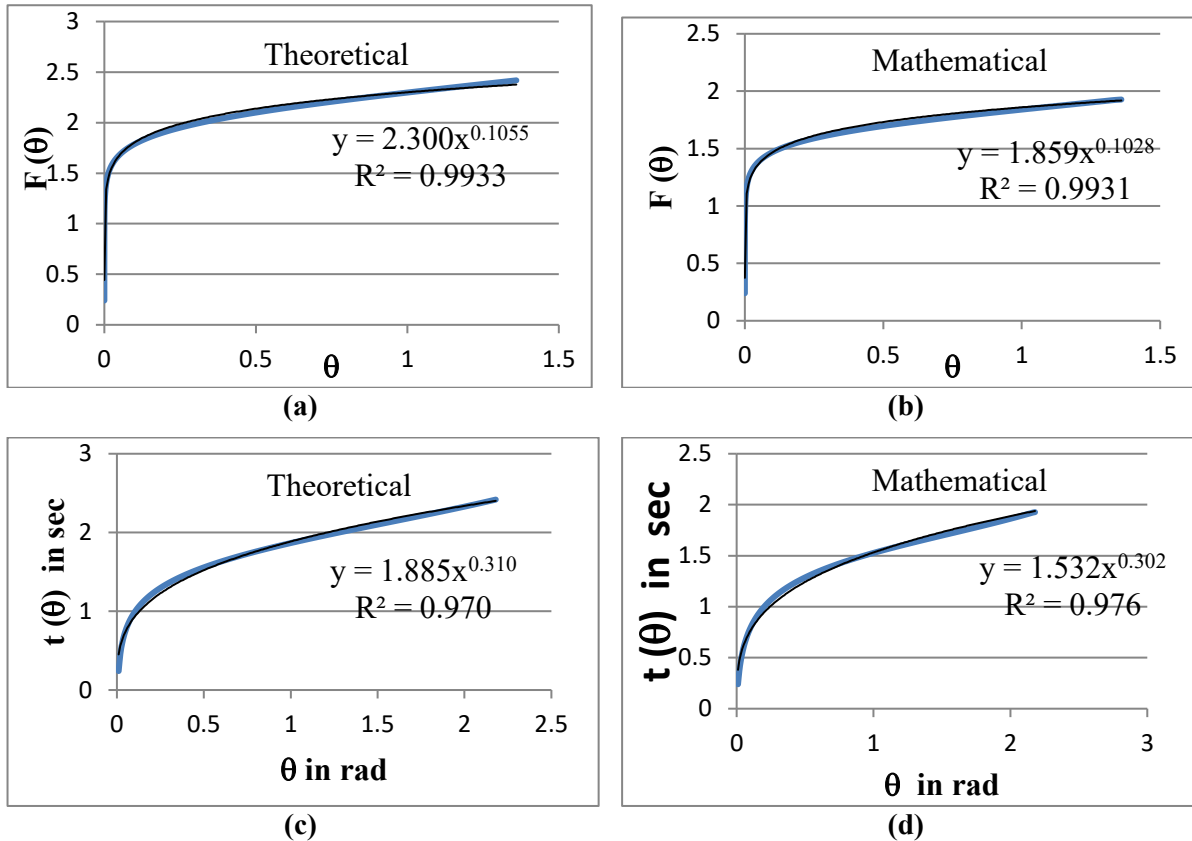 Theoretical
F (θ)
3
2.5
2
1.5
1
0.5
0
y = 2.300x^0.1055
R² = 0.9933
0 0.5 1 1.5
θ
(a)
Mathematical
F (θ)
2.5
2
1.5
1
0.5
0
y = 1.859x^0.1028
R² = 0.9931
0 0.5 1 1.5
θ
(b)
Theoretical
t (θ) in sec
3
2
1
0
y = 1.885x^0.310
R² = 0.970
0 0.5 1 1.5 2 2.5
θ in rad
(c)
Mathematical
t (θ) in sec
2.5
2
1.5
1
0.5
0
y = 1.532x^0.302
R² = 0.976
0 1 2 3
θ in rad
(d)